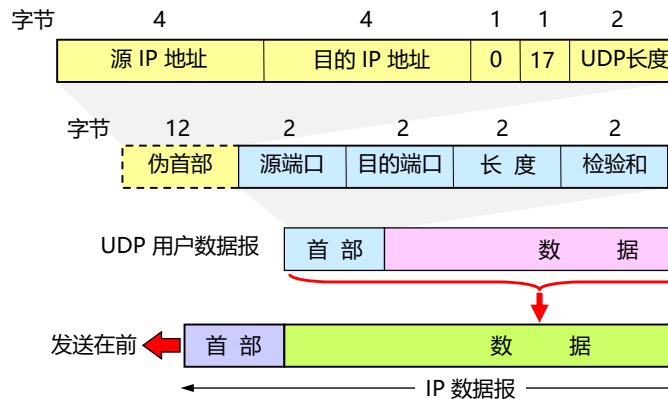 字节 4 4 1 1 2
源 IP 地址 目的 IP 地址 0 17 UDP长度
字节 12 2 2 2 2
伪首部 源端口 目的端口 长 度 检验和
UDP 用户数据报 首 部 数 据
发送在前 首 部 数 据
IP 数据报